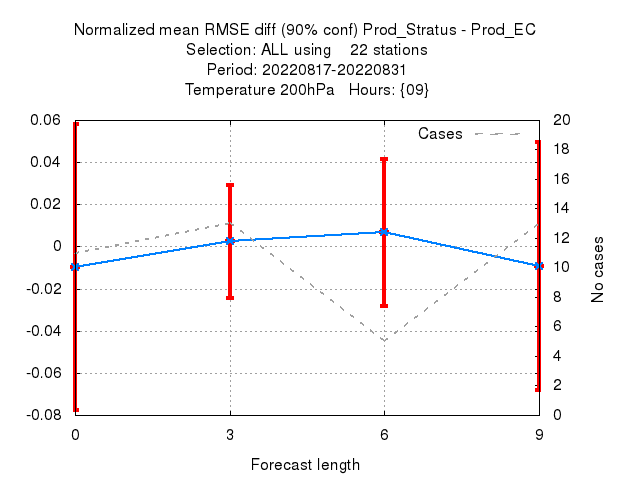 Normalized mean RMSE diff (90% conf) Prod_Stratus - Prod_EC
Selection: ALL using    22 stations
Period: 20220817-20220831
Temperature 200hPa   Hours: {09}
Cases
0.06
0.04
0.02
0
-0.02
-0.04
-0.06
-0.08
20
18
16
14
12
10
8
6
4
2
0
No cases
0 3 6 9
Forecast length